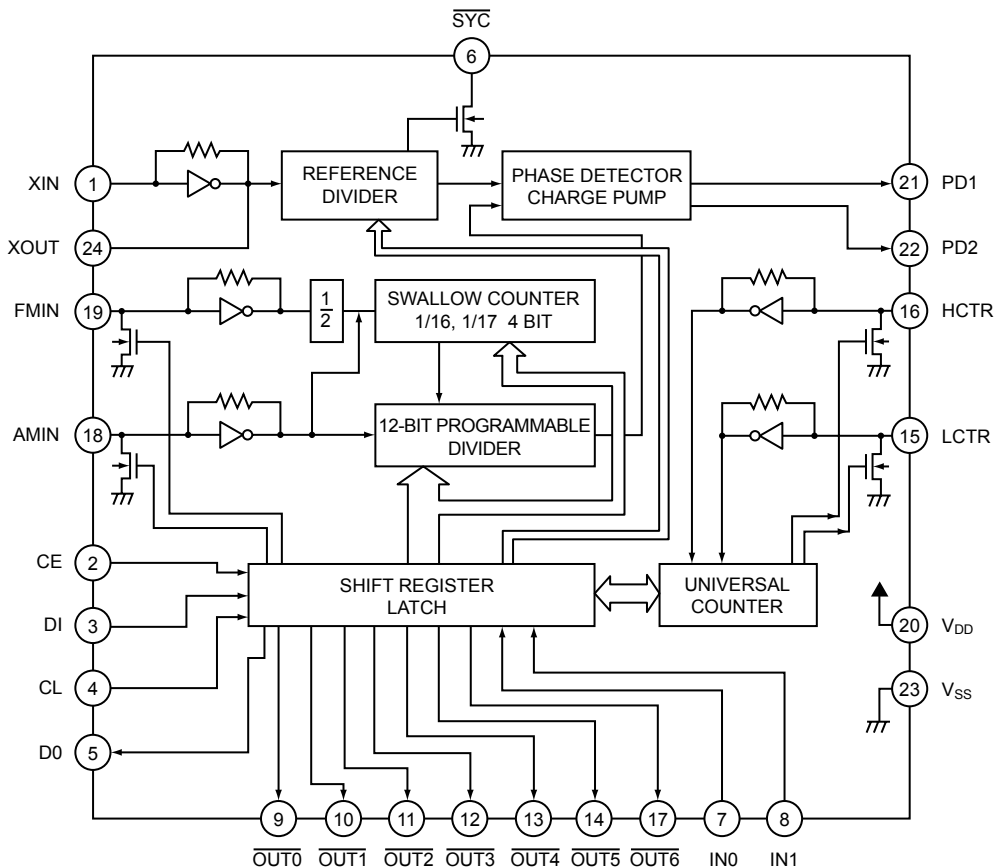 SYC
6
XIN
1
REFERENCE
DIVIDER
PHASE DETECTOR
CHARGE PUMP
21
PD1
XOUT
24
22
PD2
FMIN
19
1
2
SWALLOW COUNTER
1/16, 1/17 4 BIT
16
HCTR
AMIN
18
12-BIT PROGRAMMABLE
DIVIDER
15
LCTR
CE
2
SHIFT REGISTER
LATCH
UNIVERSAL
COUNTER
DI
3
20
VDD
CL
4
23
VSS
D0
5
9
10
11
12
13
14
17
7
8
OUT0
OUT1
OUT2
OUT3
OUT4
OUT5
OUT6
IN0
IN1